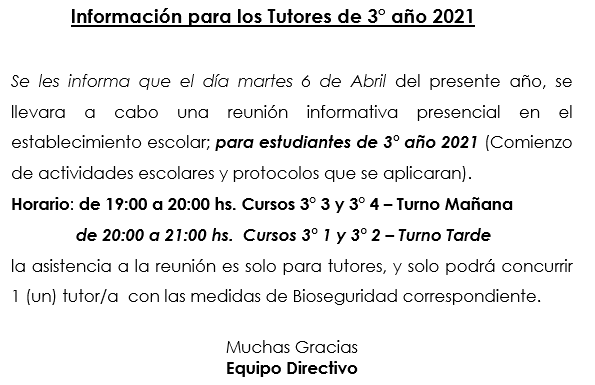 Información para los Tutores de 3° año 2021
Se les informa que el día martes 6 de Abril del presente año, se
llevara a cabo una reunión informativa presencial en el
establecimiento escolar; para estudiantes de 3° año 2021 (Comienzo
de actividades escolares y protocolos que se aplicaran).
Horario: de 19:00 a 20:00 hs. Cursos 3° 3 y 3° 4 – Turno Mañana
de 20:00 a 21:00 hs. Cursos 3° 1 y 3° 2 – Turno Tarde
la asistencia a la reunión es solo para tutores, y solo podrá concurrir
1 (un) tutor/a con las medidas de Bioseguridad correspondiente.
Muchas Gracias
Equipo Directivo